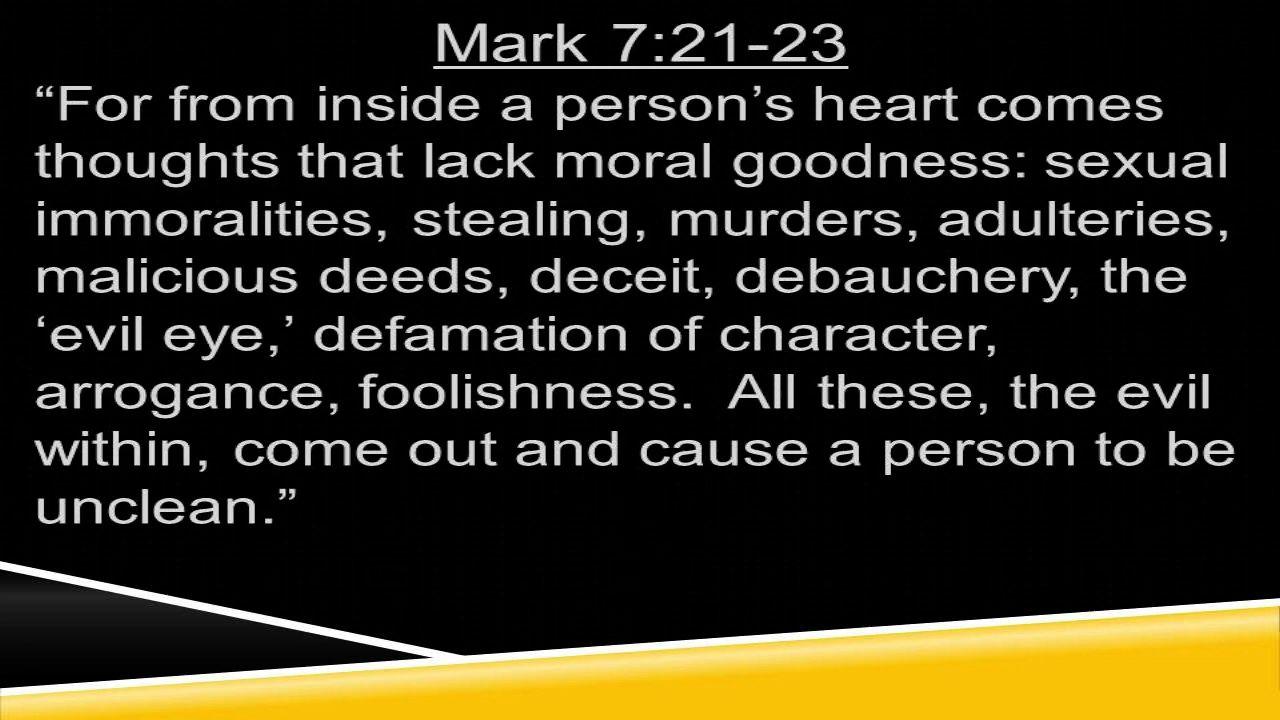 Mark 7:21-23
“For from inside a person’s heart comes
thoughts that lack moral goodness: sexual
immoralities, stealing, murders, adulteries,
malicious deeds, deceit, debauchery, the
‘evil eye,’ defamation of character,
arrogance, foolishness.  All these, the evil
within, come out and cause a person to be
unclean.”